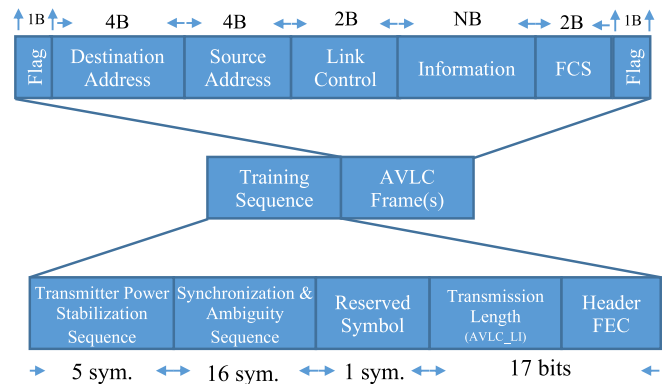 1B 4B 4B 2B NB 2B 1B
Flag
Destination
Address
Source
Address
Link
Control
Information
FCS
Flag
Training
Sequence
AVLC
Frame(s)
Transmitter Power
Stabilization
Sequence
Synchronization &
Ambiguity
Sequence
Reserved
Symbol
Transmission
Length
(AVLC_LI)
Header
FEC
5 sym. 16 sym. 1 sym. 17 bits